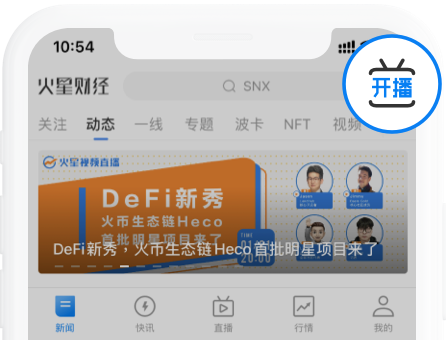 10:54
火星财经
SNX
开播
关注 动态 一线 专题 波卡 NFT 视频
火星视频直播
DeFi新秀
火币生态链Heco
首批明星项目来了
TIME
20:00
DeFi新秀，火币生态链Heco首批明星项目来了
新闻 快讯 直播 行情 我的